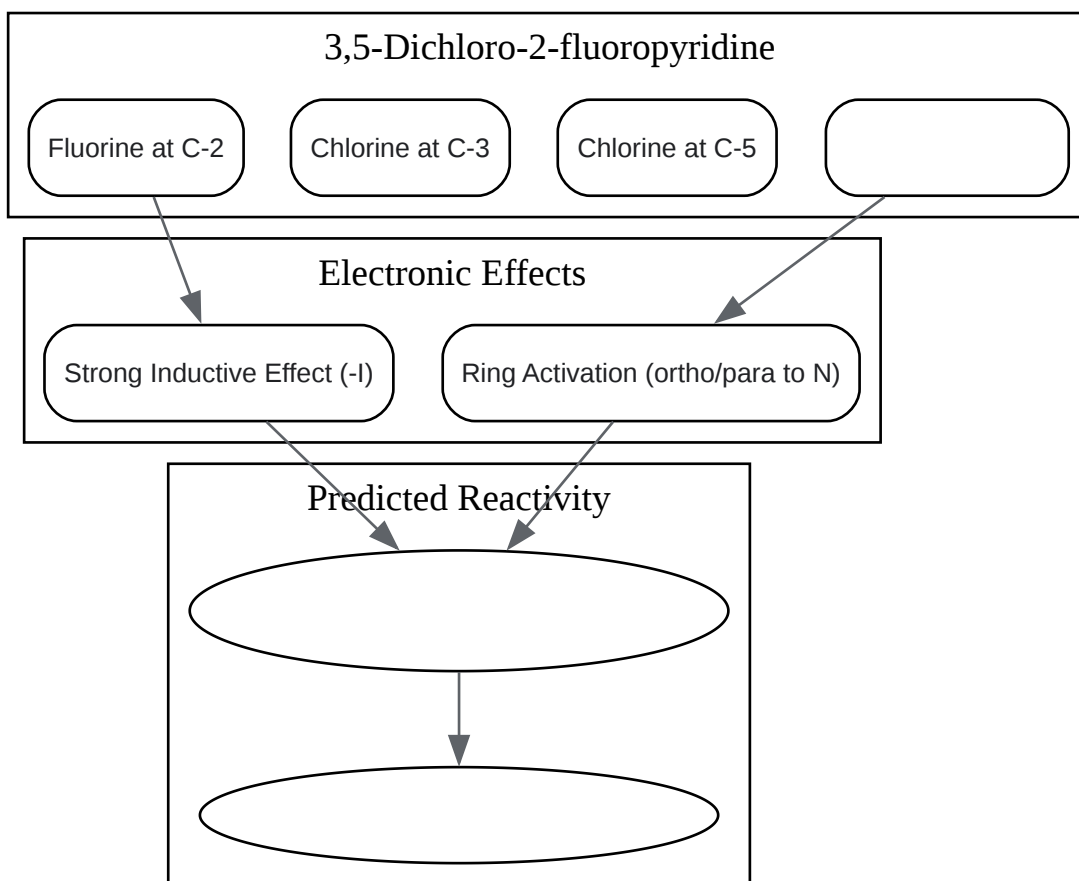 3,5-Dichloro-2-fluoropyridine
Fluorine at C-2
Chlorine at C-3
Chlorine at C-5
Electronic Effects
Strong Inductive Effect (-I)
Ring Activation (ortho/para to N)
Predicted Reactivity